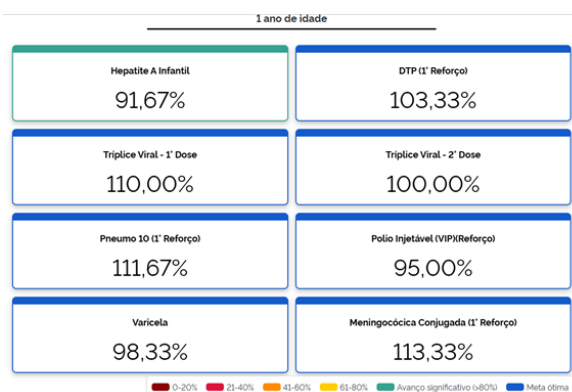 1 ano de idade
Hepatite A Infantil
91,67%
DTP (1° Reforço)
103,33%
Tríplice Viral - 1° Dose
110,00%
Tríplice Viral - 2° Dose
100,00%
Pneumo 10 (1° Reforço)
111,67%
Polio Injetável (VIP)(Reforço)
95,00%
Varicela
98,33%
Meningocócica Conjugada (1° Reforço)
113,33%
0-20% 21-40% 41-60% 61-80% Avanço significativo (>80%) Meta ótima